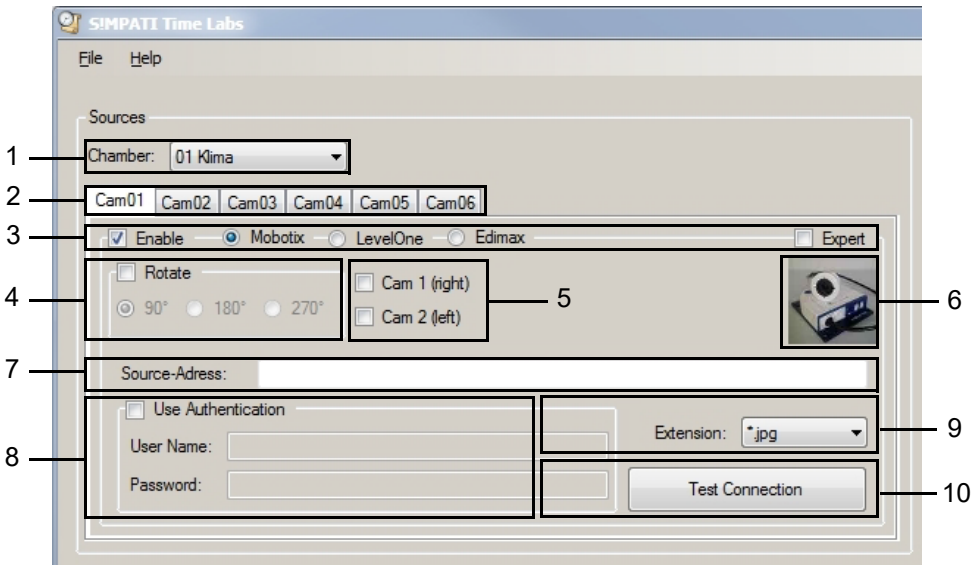 S!MPATI Time Labs
File Help
Sources
1 Chamber: 01 Klima
2 Cam01 Cam02 Cam03 Cam04 Cam05 Cam06
3 Enable Mobotix LevelOne Edimax Expert
4 Rotate
90° 180° 270°
Cam 1 (right)
Cam 2 (left)
5
6
7 Source-Adress:
8 Use Authentication
User Name:
Password:
Extension: *.jpg 9
Test Connection 10